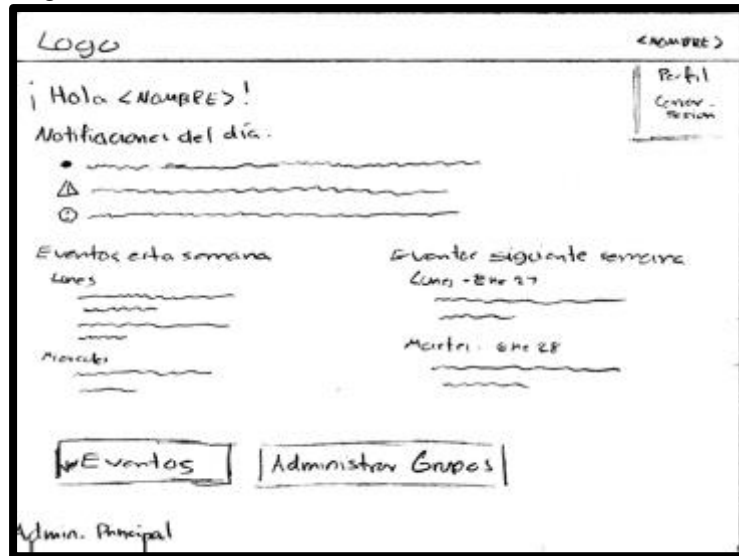 Logo
<NOMBRE>
Perfil
Cerrar
Sesion
¡Hola <NOMBRE>!
Notificaciones del día.
Eventos esta semana
Lunes
Miercoles
Eventos siguiente semana
Lunes - Ene 27
Martes - Ene 28
Eventos
Administrar Grupos
Admin. Principal